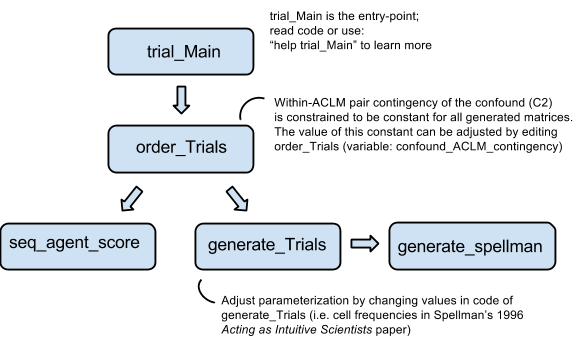 trial_Main is the entry-point;
read code or use:
“help trial_Main” to learn more
trial_Main
Within-ACLM pair contingency of the confound (C2)
is constrained to be constant for all generated matrices.
The value of this constant can be adjusted by editing
order_Trials (variable: confound_ACLM_contingency)
order_Trials
seq_agent_score
generate_Trials
generate_spellman
Adjust parameterization by changing values in code of
generate_Trials (i.e. cell frequencies in Spellman’s 1996
Acting as Intuitive Scientists paper)